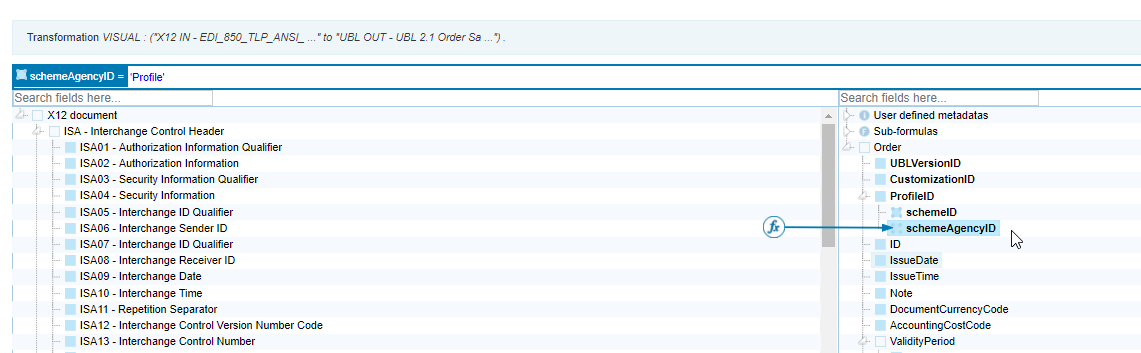 Transformation VISUAL : ("X12 IN - EDI_850_TLP_ANSI_ ..." to "UBL OUT - UBL 2.1 Order Sa ...") .
schemeAgencyID = 'Profile'
Search fields here...
X12 document
ISA - Interchange Control Header
ISA01 - Authorization Information Qualifier
ISA02 - Authorization Information
ISA03 - Security Information Qualifier
ISA04 - Security Information
ISA05 - Interchange ID Qualifier
ISA06 - Interchange Sender ID
ISA07 - Interchange ID Qualifier
ISA08 - Interchange Receiver ID
ISA09 - Interchange Date
ISA10 - Interchange Time
ISA11 - Repetition Separator
ISA12 - Interchange Control Version Number Code
ISA13 - Interchange Control Number
fx
Search fields here...
User defined metadatas
Sub-formulas
Order
UBLVersionID
CustomizationID
ProfileID
schemeID
schemeAgencyID
ID
IssueDate
IssueTime
Note
DocumentCurrencyCode
AccountingCostCode
ValidityPeriod